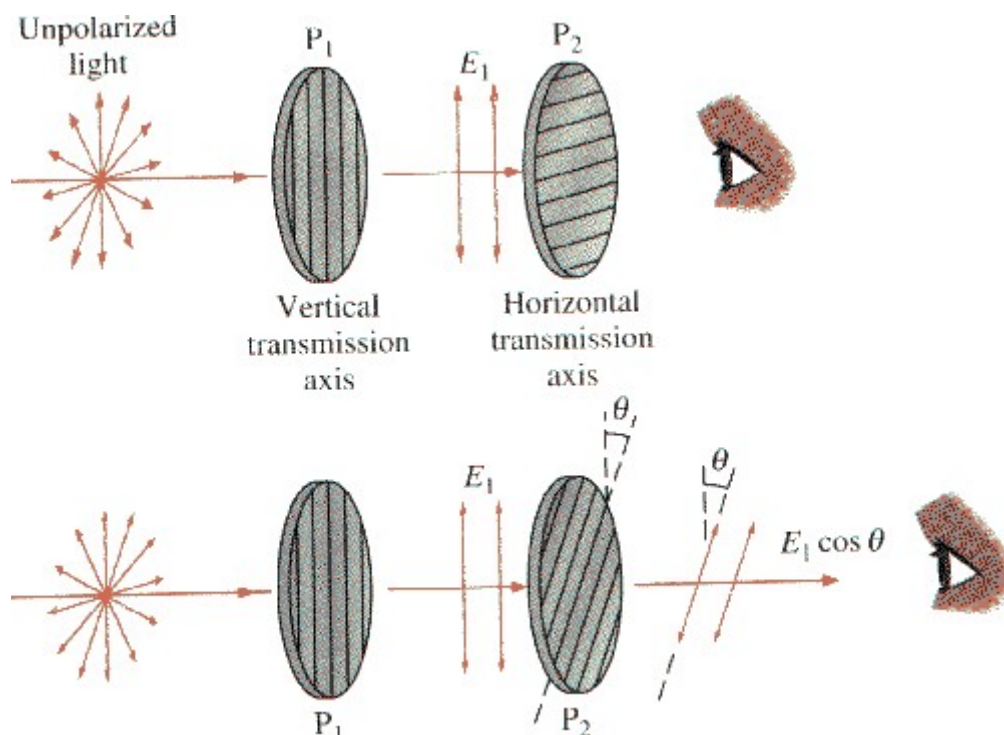 Unpolarized
light
P1
E1
P2
Vertical
transmission
axis
Horizontal
transmission
axis
θ
θ
E1
E1 cos θ
P1
P2